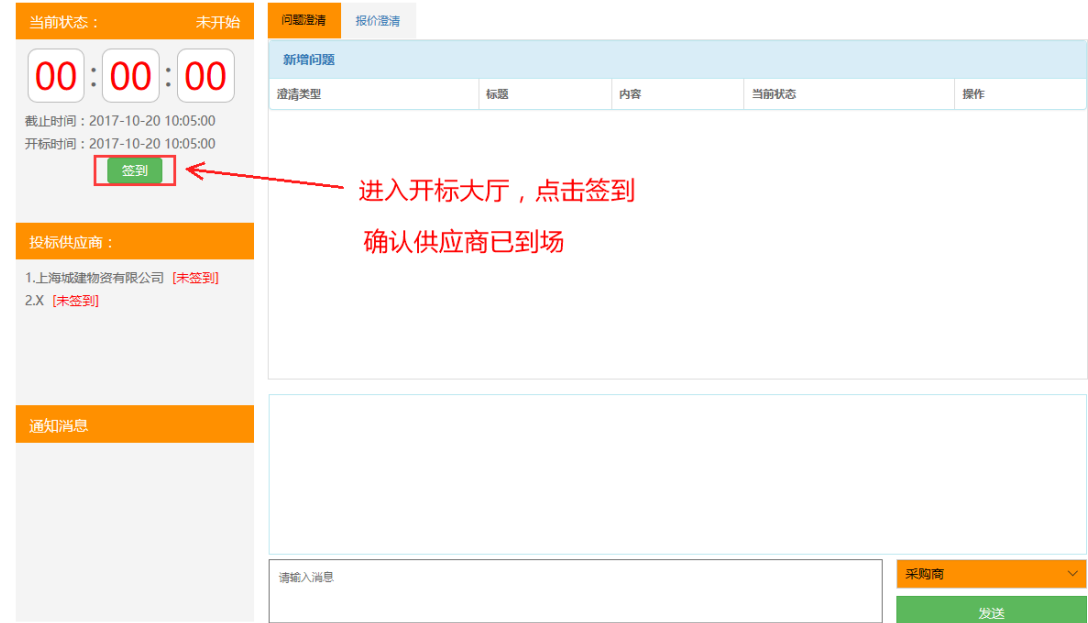 当前状态： 未开始
00:00:00
截止时间：2017-10-20 10:05:00
开标时间：2017-10-20 10:05:00
签到
投标供应商：
1.上海城建物资有限公司 [未签到]
2.X [未签到]
通知消息
问题澄清 报价澄清
新增问题
澄清类型 标题 内容 当前状态 操作
进入开标大厅，点击签到
确认供应商已到场
请输入消息
采购商
发送